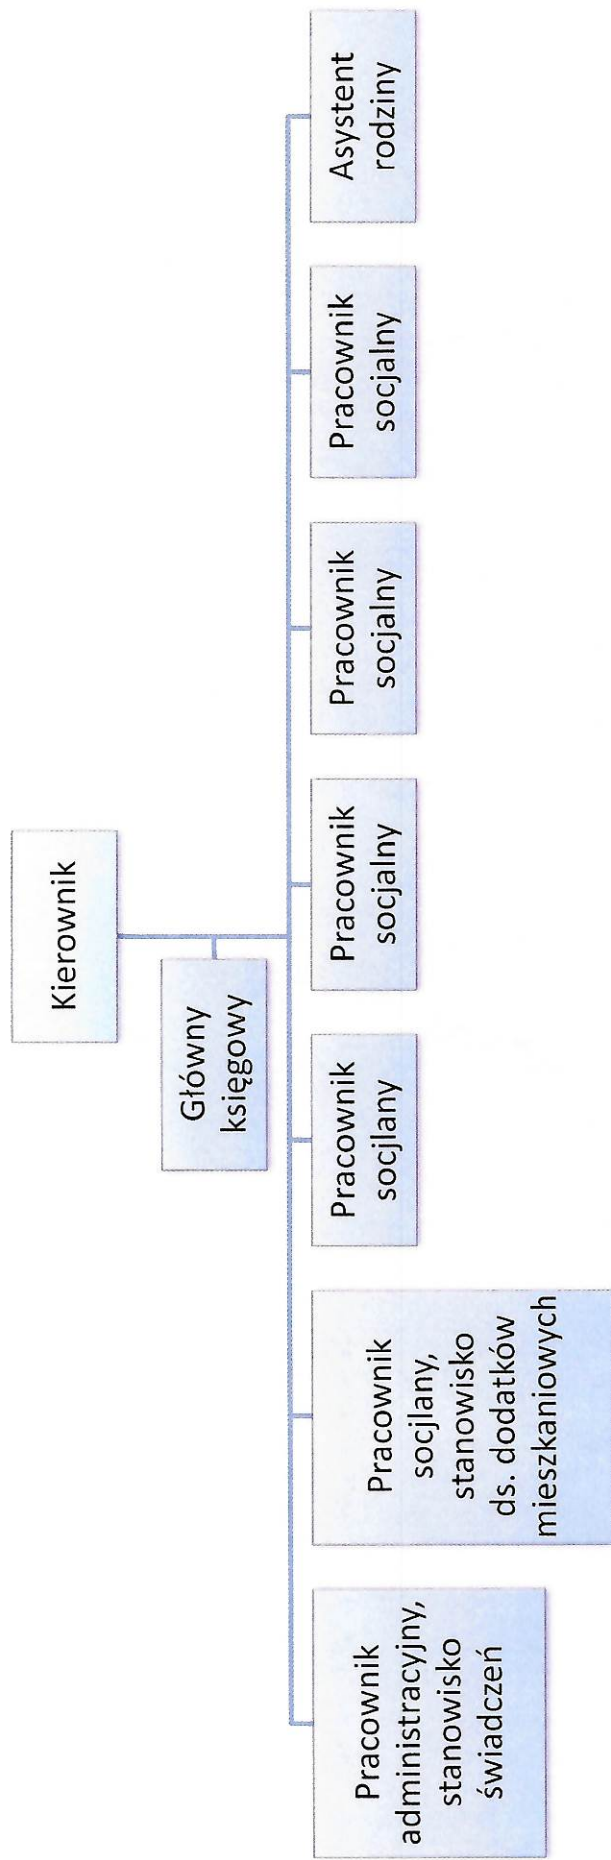 Kierownik
Główny
księgowy
Pracownik
administracyjny,
stanowisko
świadczeń
Pracownik
socjlany,
stanowisko
ds. dodatków
mieszkaniowych
Pracownik
socjlany
Pracownik
socjalny
Pracownik
socjalny
Pracownik
socjalny
Asystent
rodziny